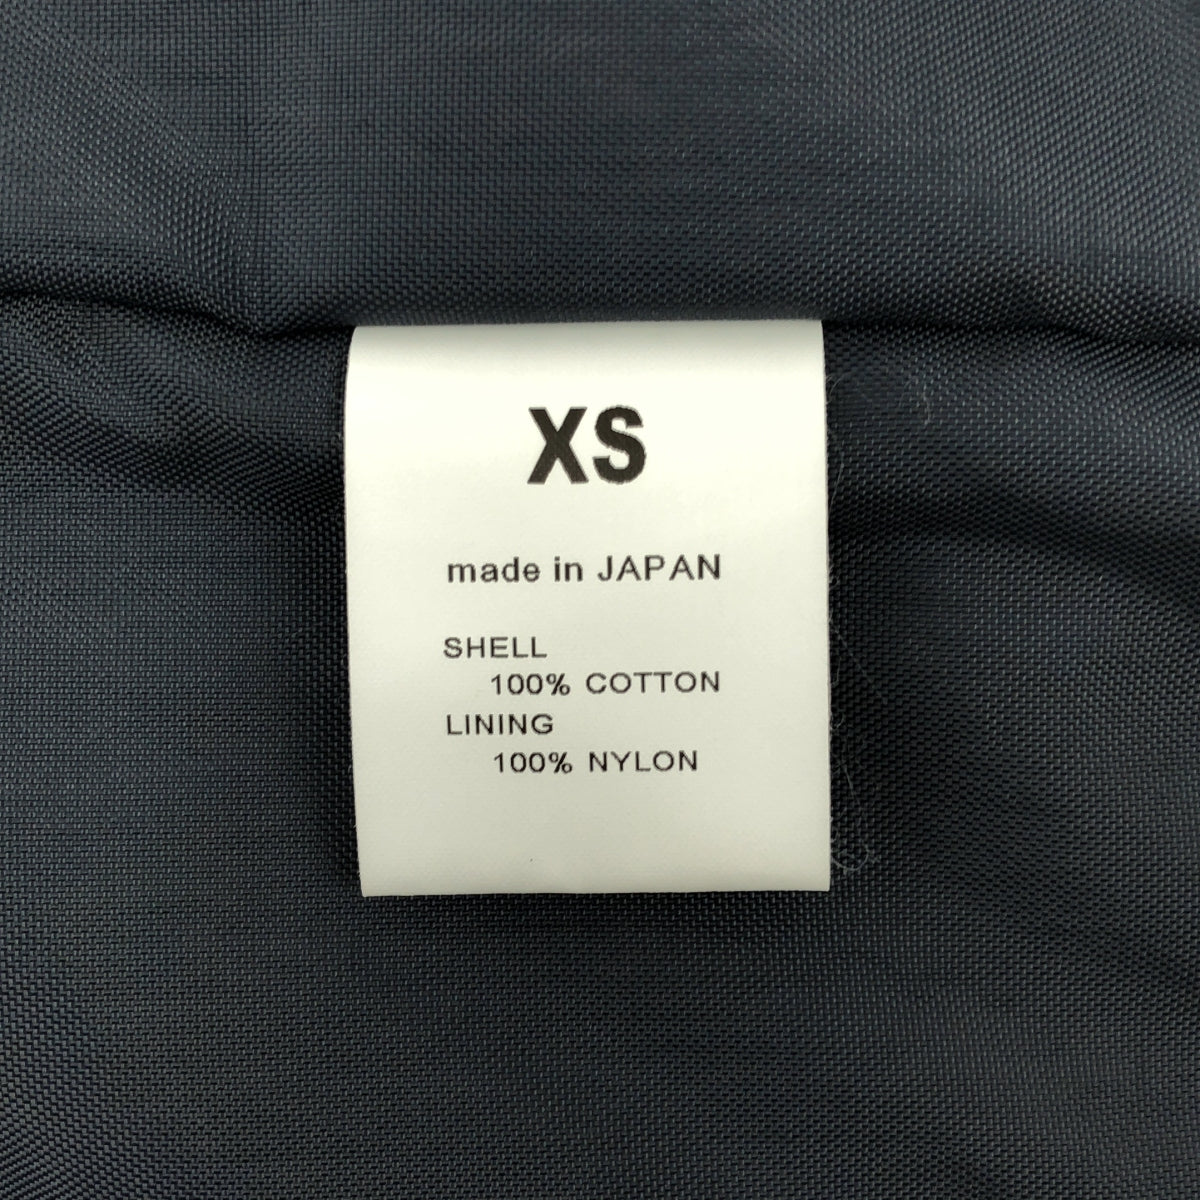 XS
made in JAPAN
SHELL
100% COTTON
LINING
100% NYLON